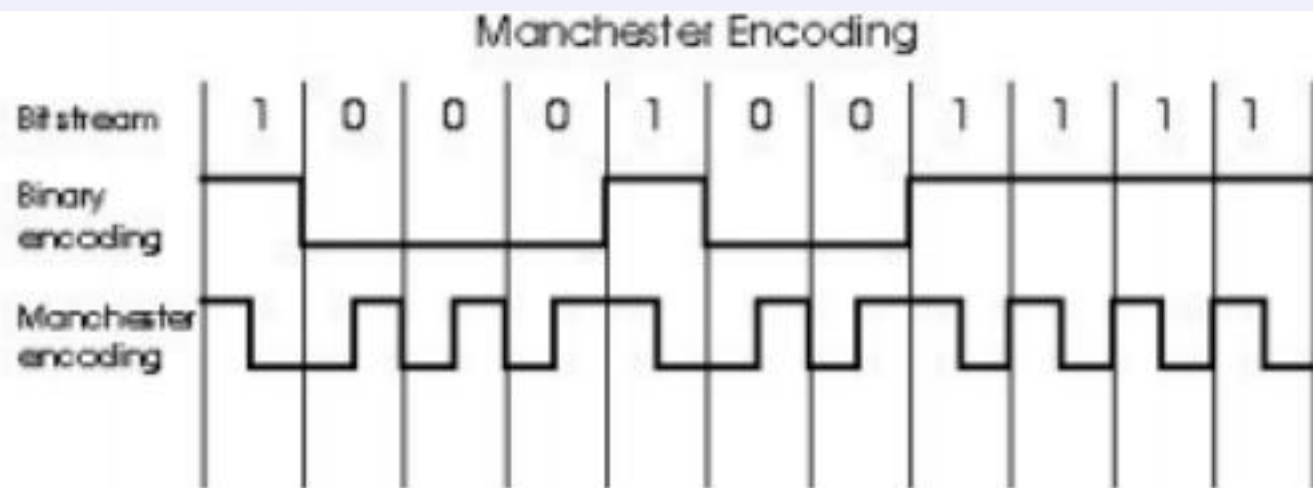 Manchester Encoding
Bit stream 1 0 0 0 1 0 0 1 1 1 1
Binary
encoding
Manchester
encoding